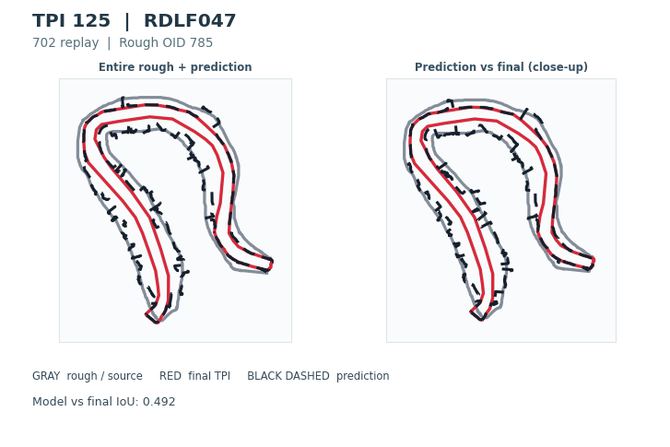 TPI 125 | RDLF047
702 replay | Rough OID 785
Entire rough + prediction
Prediction vs final (close-up)
GRAY rough / source RED final TPI BLACK DASHED prediction
Model vs final IoU: 0.492